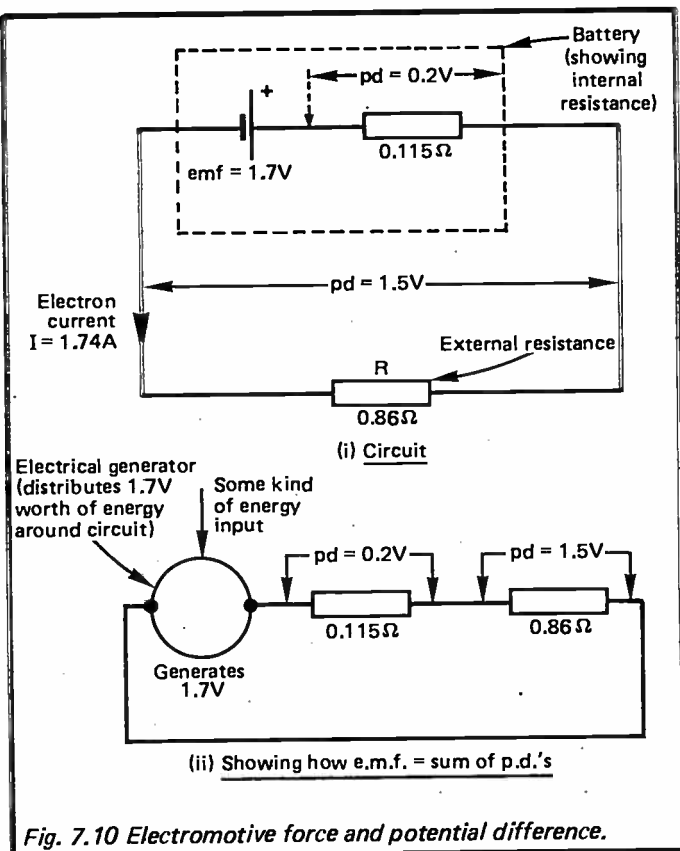 Battery
(showing
internal
resistance)
pd = 0.2V
+
0.115Ω
emf = 1.7V
pd = 1.5V
Electron
current
I = 1.74A
External resistance
R
0.86Ω
(i) Circuit
Electrical generator
(distributes 1.7V
worth of energy
around circuit)
Some kind
of energy
input
pd = 0.2V
pd = 1.5V
0.115Ω
0.86Ω
Generates
1.7V
(ii) Showing how e.m.f. = sum of p.d.'s
Fig. 7.10 Electromotive force and potential difference.